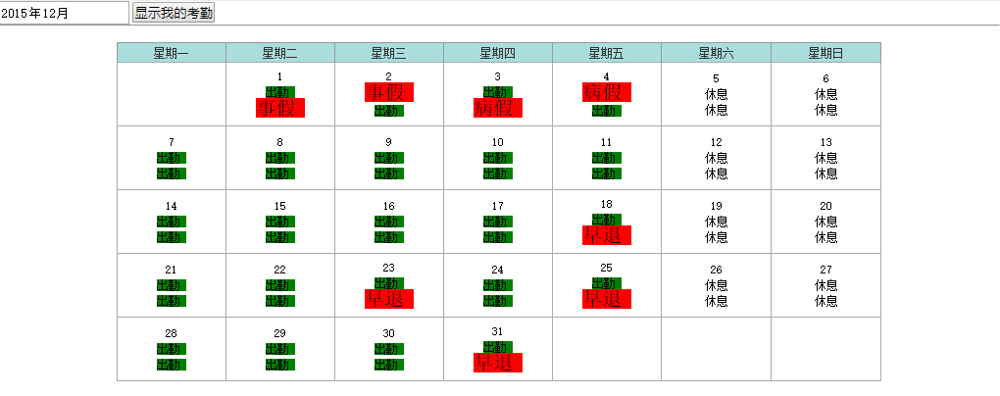 2015年12月 显示我的考勤
星期一 星期二 星期三 星期四 星期五 星期六 星期日
1 2 3 4 5 6
出勤 事假 出勤 病假 休息 休息
事假 出勤 病假 出勤 休息 休息
7 8 9 10 11 12 13
出勤 出勤 出勤 出勤 出勤 休息 休息
出勤 出勤 出勤 出勤 出勤 休息 休息
14 15 16 17 18 19 20
出勤 出勤 出勤 出勤 出勤 休息 休息
出勤 出勤 出勤 出勤 早退 休息 休息
21 22 23 24 25 26 27
出勤 出勤 出勤 出勤 出勤 休息 休息
出勤 出勤 早退 出勤 早退 休息 休息
28 29 30 31
出勤 出勤 出勤 出勤
出勤 出勤 出勤 早退